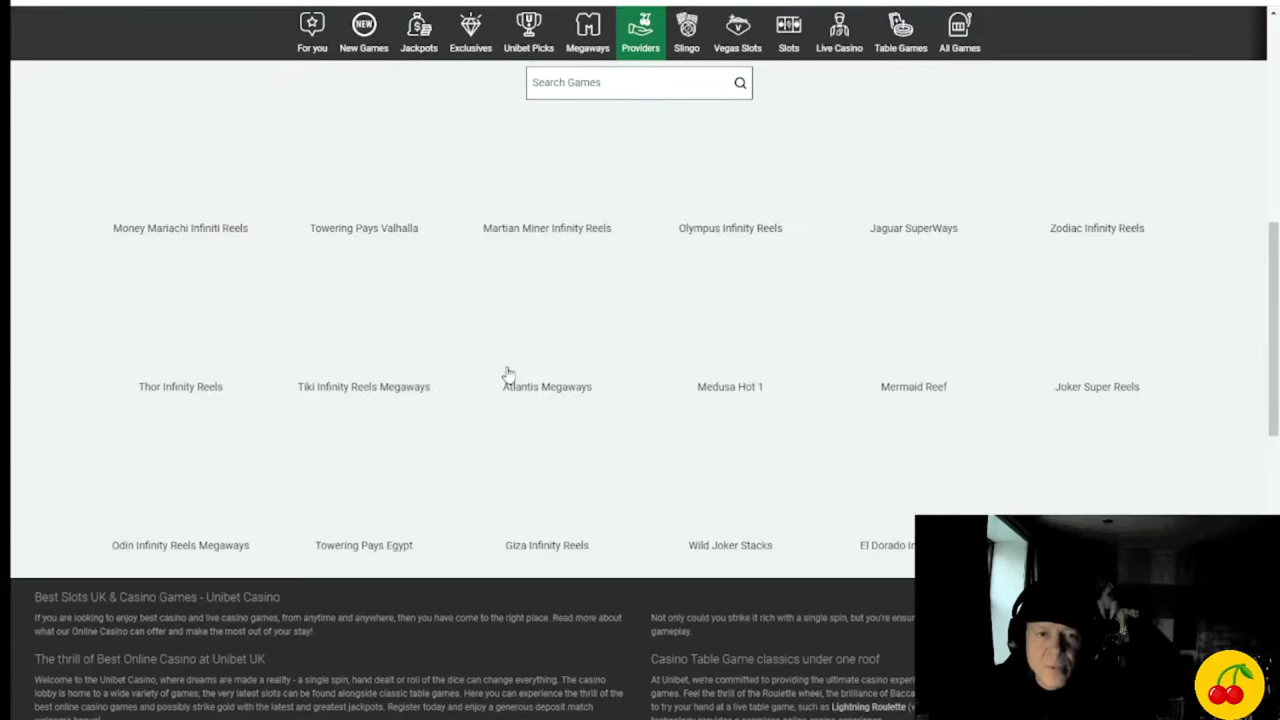 For you
NEW
New Games
Jackpots
Exclusives
Unibet Picks
Megaways
Providers
Slingo
Vegas Slots
Slots
Live Casino
Table Games
All Games
Search Games
Money Mariachi Infiniti Reels
Towering Pays Valhalla
Martian Miner Infinity Reels
Olympus Infinity Reels
Jaguar SuperWays
Zodiac Infinity Reels
Thor Infinity Reels
Tiki Infinity Reels Megaways
Atlantis Megaways
Medusa Hot 1
Mermaid Reef
Joker Super Reels
Odin Infinity Reels Megaways
Towering Pays Egypt
Giza Infinity Reels
Wild Joker Stacks
El Dorado
Best Slots UK & Casino Games - Unibet Casino
If you are looking to enjoy best casino and live casino games, from anytime and anywhere, then you have come to the right place. Read more about
what our Online Casino can offer and make the most out of your stay!
The thrill of Best Online Casino at Unibet UK
Welcome to the Unibet Casino, where dreams are made a reality - a single spin, hand dealt or roll of the dice can change everything. The casino
lobby is home to a wide variety of games; the very latest slots can be found alongside classic table games. Here you can experience the thrill of the
best online casino games and possibly strike gold with the latest and greatest jackpots. Register today and enjoy a generous deposit match
Not only could you strike it rich with a single spin, but you're
gameplay.
Casino Table Game classics under one roof
At Unibet, we're committed to providing the ultimate casino
games. Feel the thrill of the Roulette wheel, the brilliance of
to try your hand at a live table game, such as Lightning Roulette